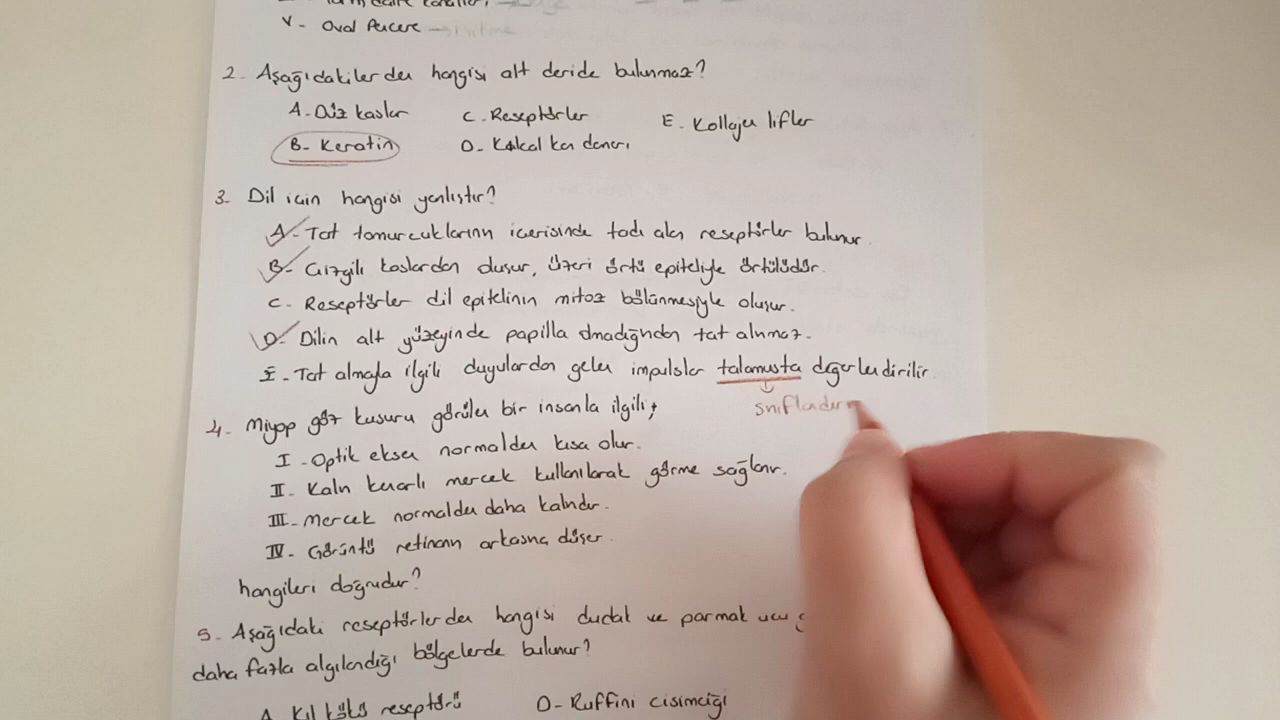 V- Oval Pencere
2- Aşağıdakilerden hangisi alt deride bulunmaz?
A- Düz kaslar
C- Reseptörler
E- Kollajen lifler
B- Keratin
D- Kılcal kan damarı
3- Dil için hangisi yanlıştır?
A- Tat tomurcuklarının içerisinde tadı alan reseptörler bulunur.
B- Çizgili kaslardan oluşur, üzeri örtü epiteliyle örtülüdür.
C- Reseptörler dil epitelinin mitoz bölünmesiyle oluşur.
D- Dilin alt yüzeyinde papilla olmadığından tat alınmaz.
E- Tat almayla ilgili duyulardan gelen impulslar talamusta değerlendirilir.
sınıflandırm
4- Miyop göz kusuru görülen bir insanla ilgili;
I- Optik eksen normalden kısa olur.
II- Kalın kenarlı mercek kullanılarak görme sağlanır.
III- Mercek normalden daha kalındır.
IV- Görüntü retinanın arkasına düşer.
hangileri doğrudur?
5- Aşağıdaki reseptörlerden hangisi dudak ve parmak ucu
daha fazla algılandığı bölgelerde bulunur?
A- Kıl kökü reseptörü
D- Ruffini cisimciği